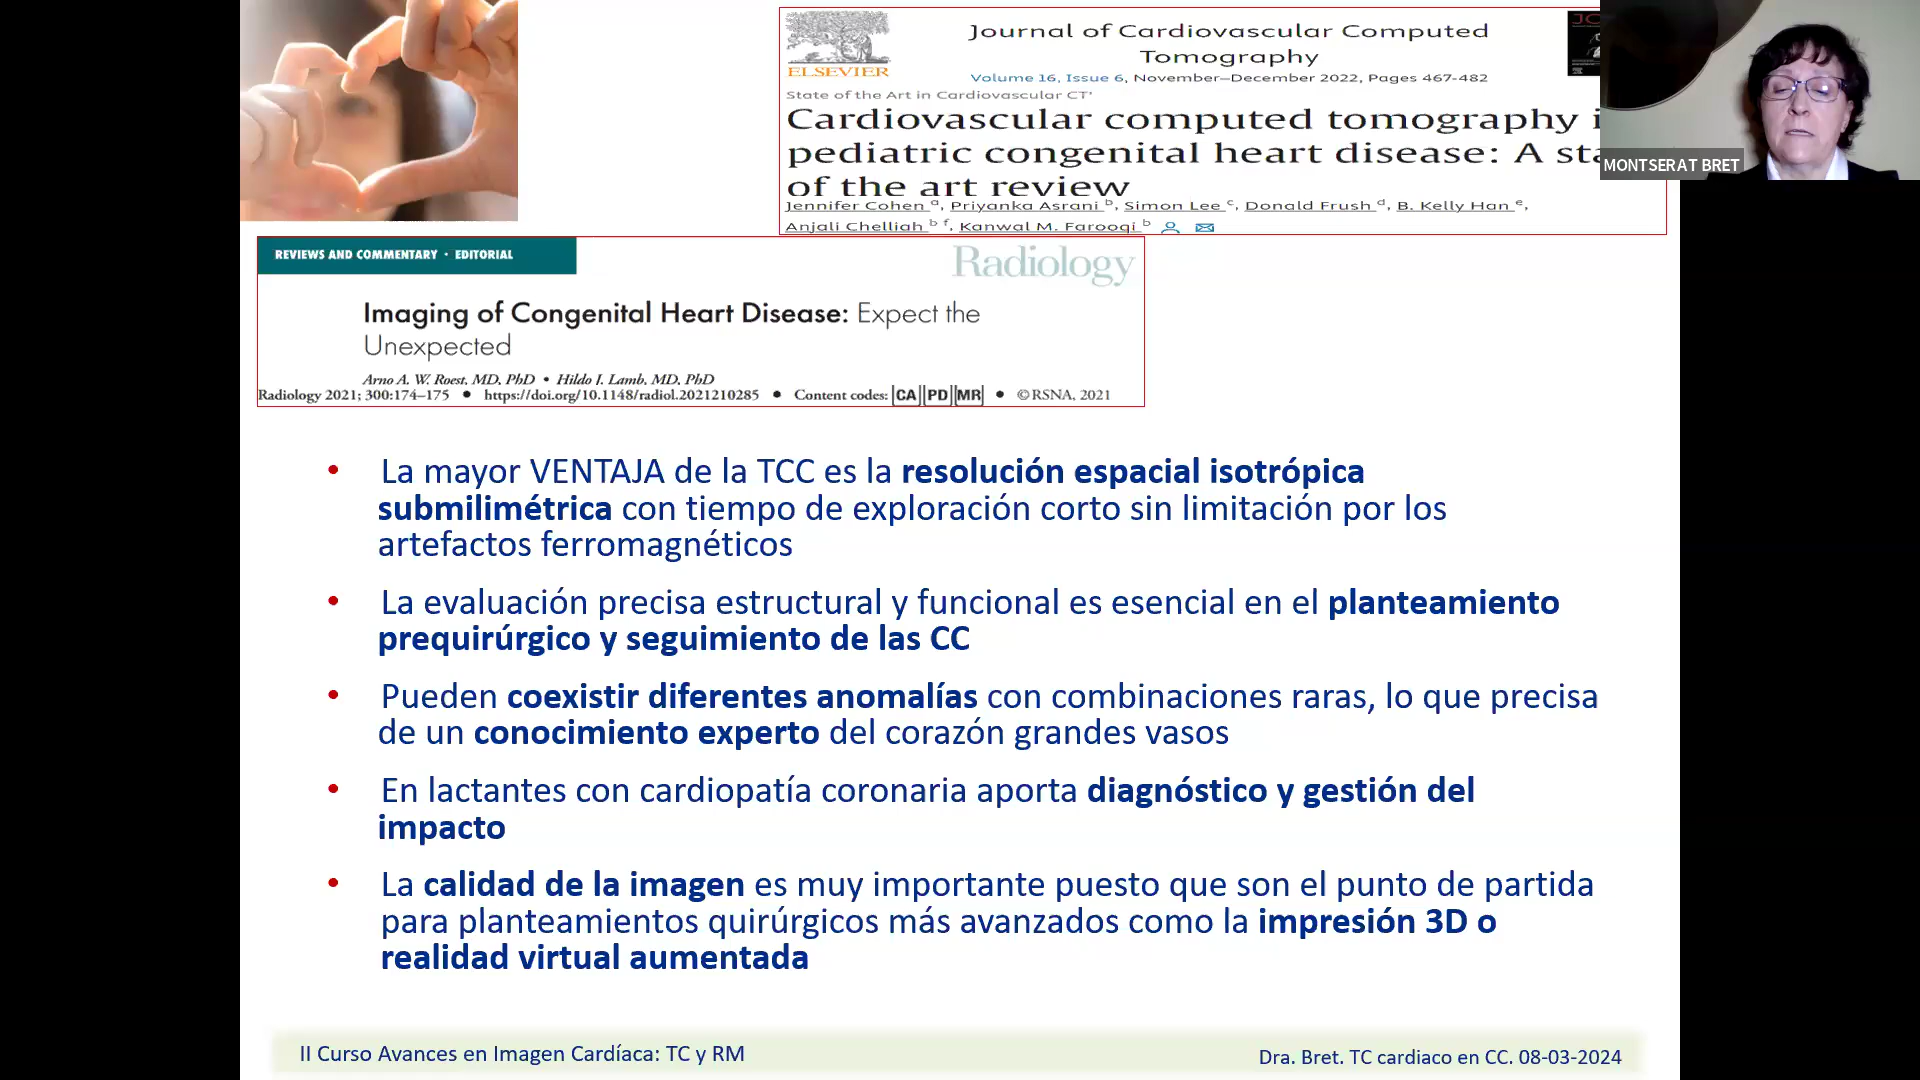 ELSEVIER
Journal of Cardiovascular Computed
Tomography
Volume 16, Issue 6, November–December 2022, Pages 467-482
State of the Art in Cardiovascular CT
Cardiovascular computed tomography
pediatric congenital heart disease: A
of the art review
Jennifer Cohen a, Priyanka Asrani b, Simon Lee c, Donald Frush d, B. Kelly Han e,
Anjali Chelliah b f, Kanwal M. Farooqi b
MONTSERAT BRET
REVIEWS AND COMMENTARY · EDITORIAL
Radiology
Imaging of Congenital Heart Disease: Expect the
Unexpected
Arno A. W. Roest, MD, PhD • Hildo J. Lamb, MD, PhD
Radiology 2021; 300:174–175 • https://doi.org/10.1148/radiol.2021210285 • Content codes: CA PD MR • ©RSNA, 2021
• La mayor VENTAJA de la TCC es la resolución espacial isotrópica
submilimétrica con tiempo de exploración corto sin limitación por los
artefactos ferromagnéticos
• La evaluación precisa estructural y funcional es esencial en el planteamiento
prequirúrgico y seguimiento de las CC
• Pueden coexistir diferentes anomalías con combinaciones raras, lo que precisa
de un conocimiento experto del corazón grandes vasos
• En lactantes con cardiopatía coronaria aporta diagnóstico y gestión del
impacto
• La calidad de la imagen es muy importante puesto que son el punto de partida
para planteamientos quirúrgicos más avanzados como la impresión 3D o
realidad virtual aumentada
II Curso Avances en Imagen Cardíaca: TC y RM
Dra. Bret. TC cardiaco en CC. 08-03-2024